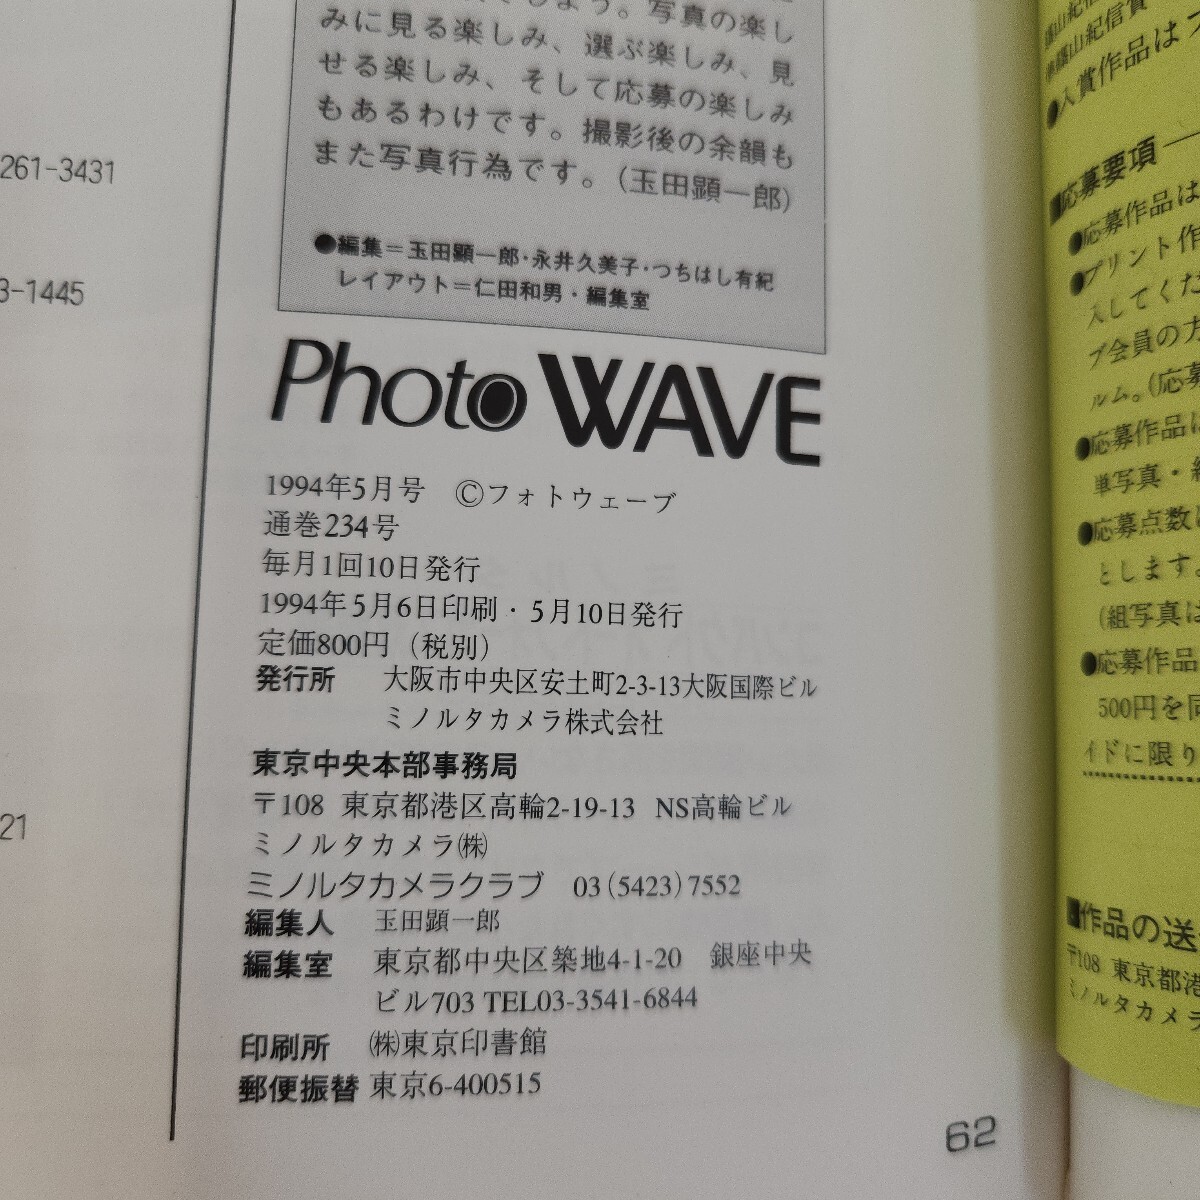 261-3431
3-1445
21
しょう。写真の楽し
みに見る楽しみ、選ぶ楽しみ、見
せる楽しみ、そして応募の楽しみ
もあるわけです。撮影後の余韻も
また写真行為です。(玉田顕一郎)
●編集=玉田顕一郎・永井久美子・つちはし有紀
レイアウト=仁田和男・編集室
Photo WAVE
1994年5月号 ©フォトウェーブ
通巻234号
毎月1回10日発行
1994年5月6日印刷・5月10日発行
定価800円(税別)
発行所 大阪市中央区安土町2-3-13大阪国際ビル
ミノルタカメラ株式会社
東京中央本部事務局
〒108 東京都港区高輪2-19-13 NS高輪ビル
ミノルタカメラ㈱
ミノルタカメラクラブ 03(5423)7552
編集人 玉田顕一郎
編集室 東京都中央区築地4-1-20 銀座中央
ビル703 TEL03-3541-6844
印刷所 ㈱東京印書館
郵便振替 東京6-400515
62
山紀信賞
●入賞作品は
■応募要項―
●応募作品は
●プリント作
入してくだ
ブ会員の方
ルム。(応募
●応募作品は
単写真・
●応募点数
とします。
(組写真は
●応募作品
500円を同
イドに限り
■作品の送
〒108 東京都港
ミノルタカメラ